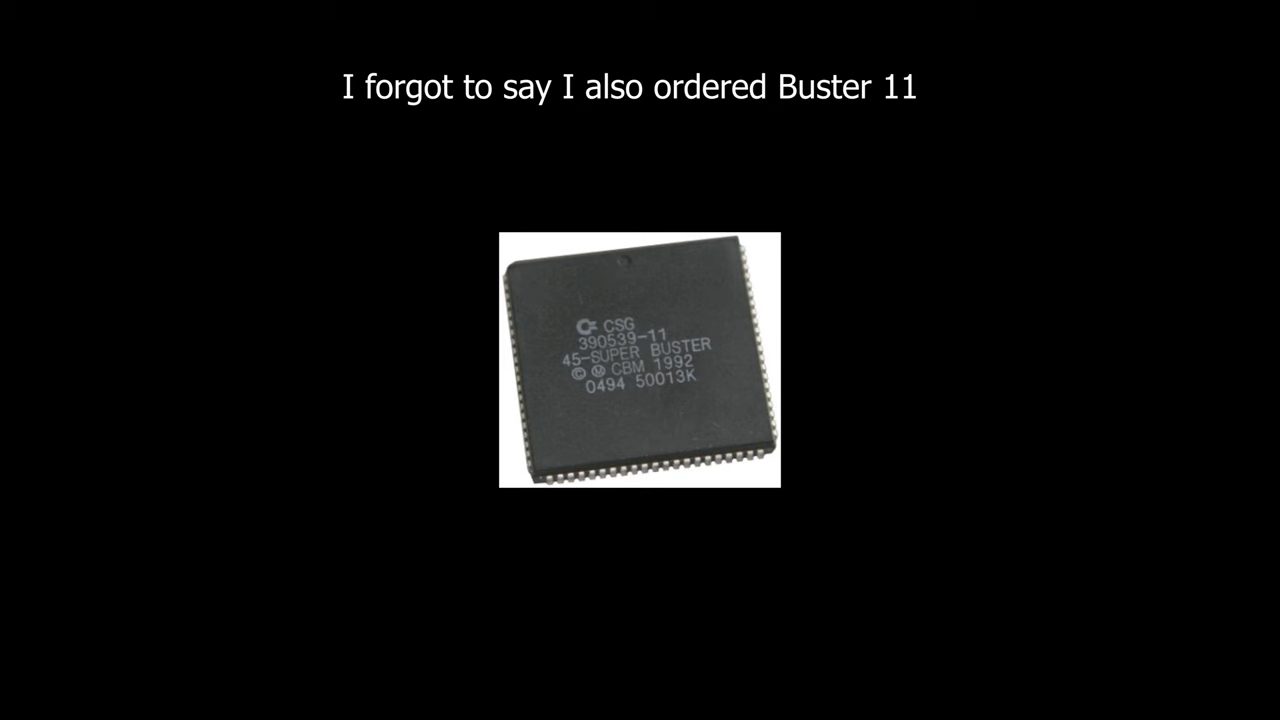 I forgot to say I also ordered Buster 11
CSG
390539-11
45-SUPER BUSTER
© Ⓜ CBM 1992
0494 50013K